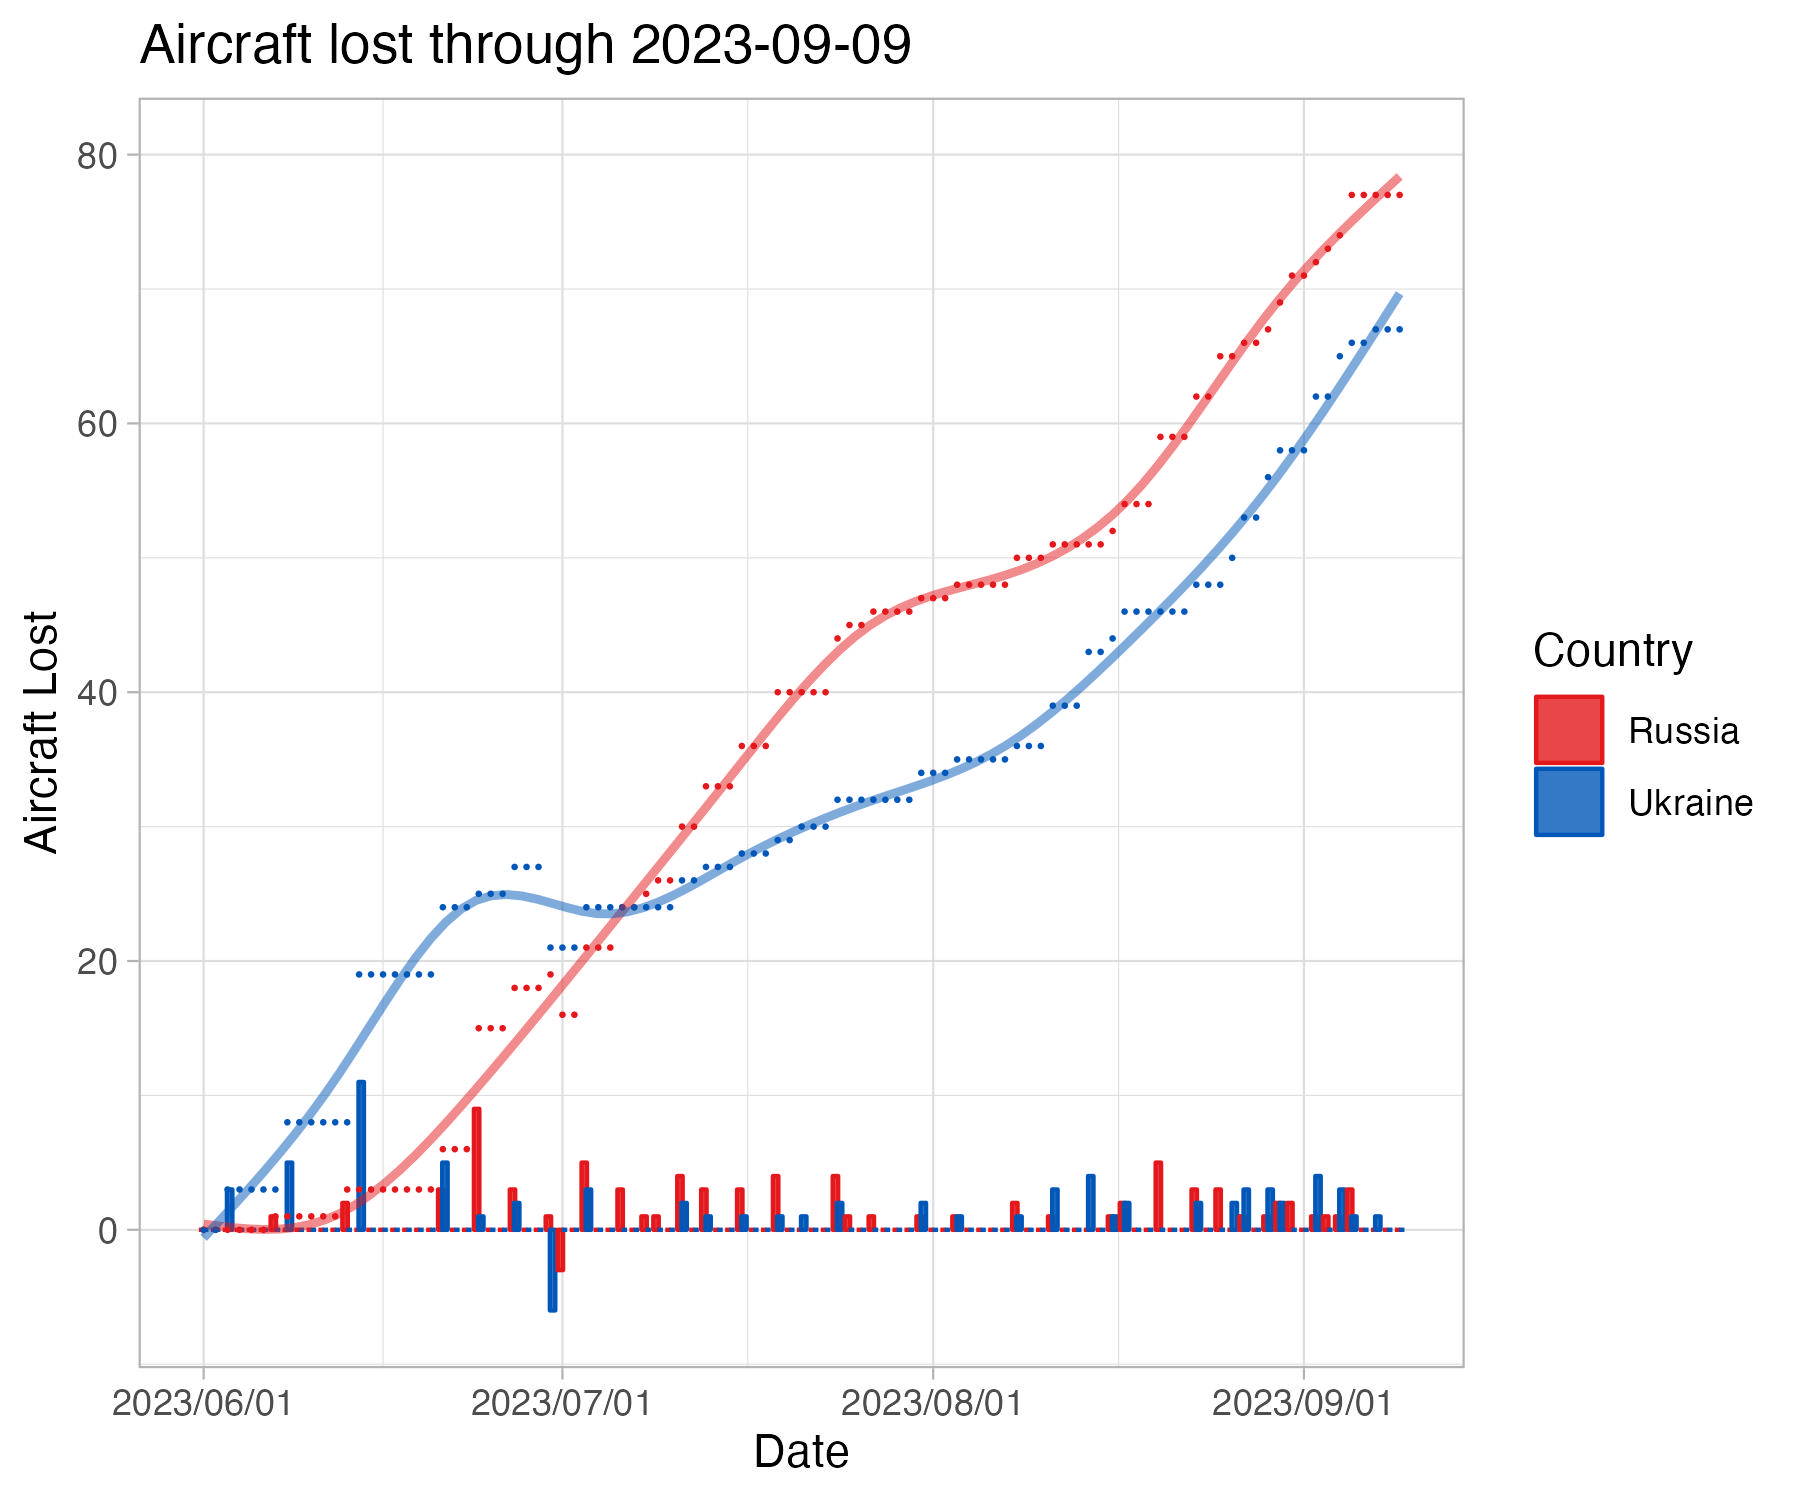 Aircraft lost through 2023-09-09
80
60
40
20
0
Aircraft Lost
2023/06/01
2023/07/01
2023/08/01
2023/09/01
Date
Country
Russia
Ukraine